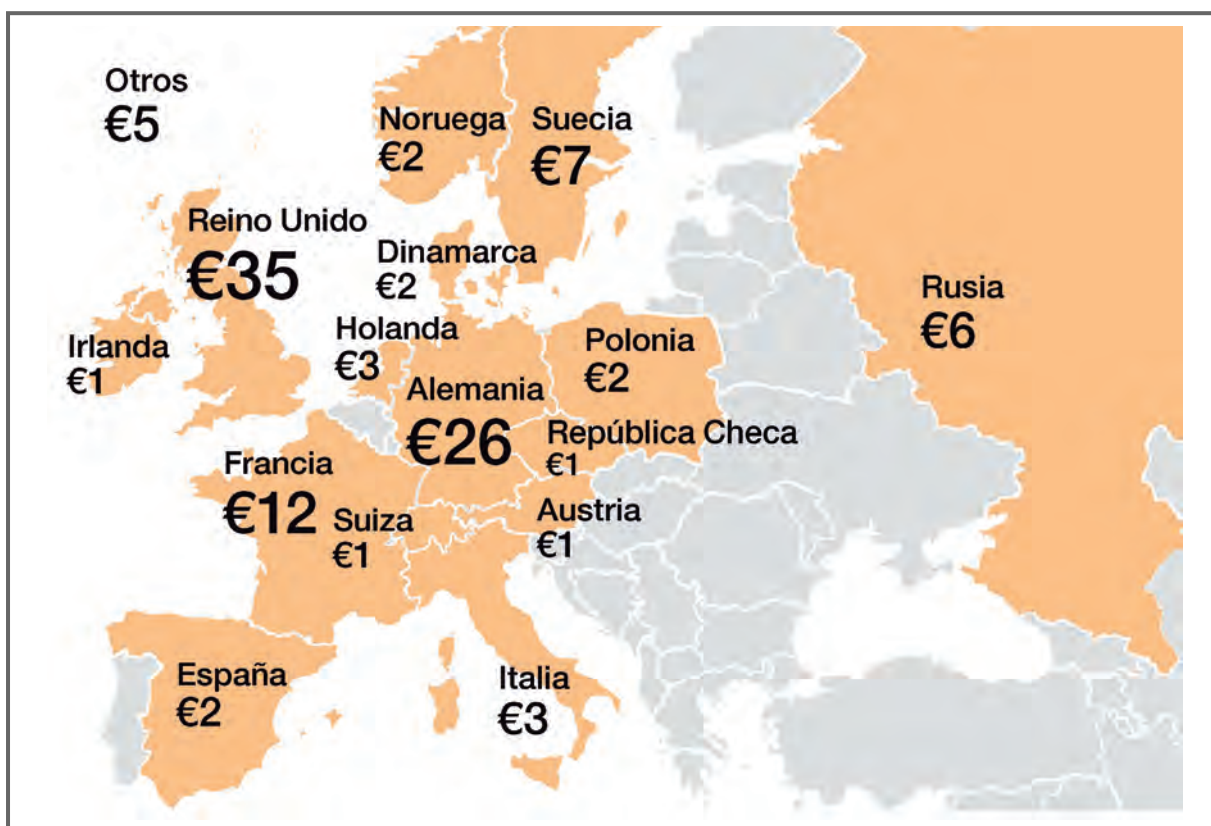 Otros
€5
Noruega
€2
Suecia
€7
Reino Unido
€35
Dinamarca
€2
Rusia
€6
Holanda
€3
Irlanda
€1
Polonia
€2
Alemania
€26
República Checa
€1
Francia
€12
Suiza
€1
Austria
€1
España
€2
Italia
€3